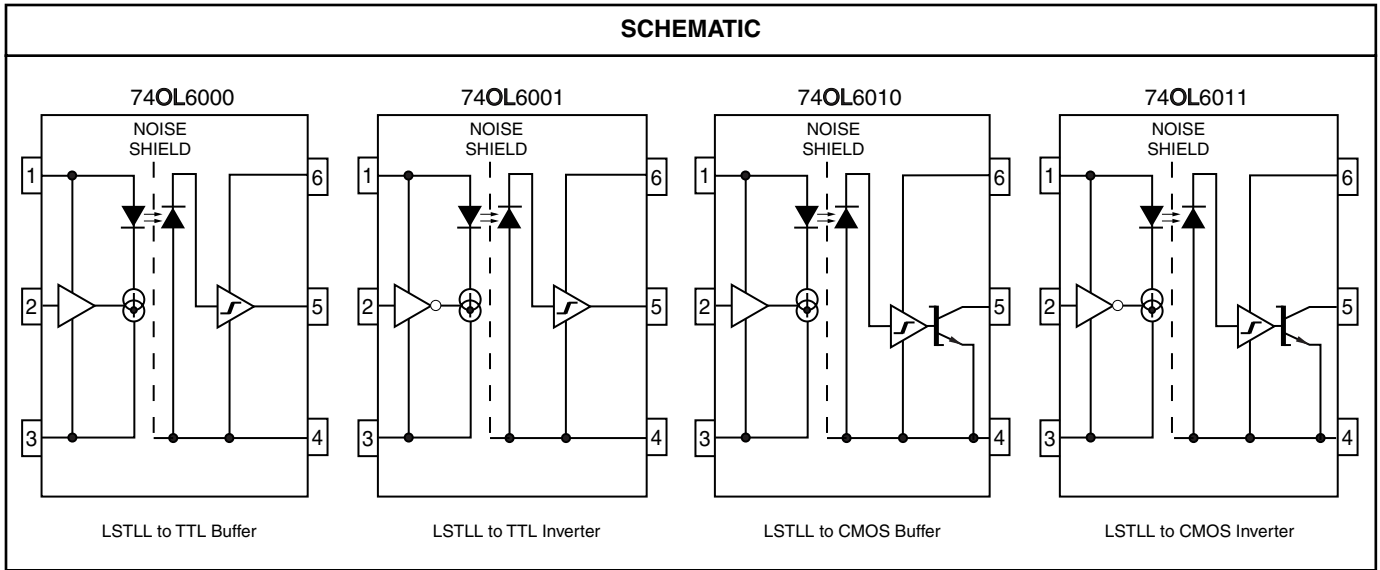 SCHEMATIC
74OL6000
NOISE
SHIELD
1
2
3
4
5
6
LSTLL to TTL Buffer
74OL6001
NOISE
SHIELD
1
2
3
4
5
6
LSTLL to TTL Inverter
74OL6010
NOISE
SHIELD
1
2
3
4
5
6
LSTLL to CMOS Buffer
74OL6011
NOISE
SHIELD
1
2
3
4
5
6
LSTLL to CMOS Inverter